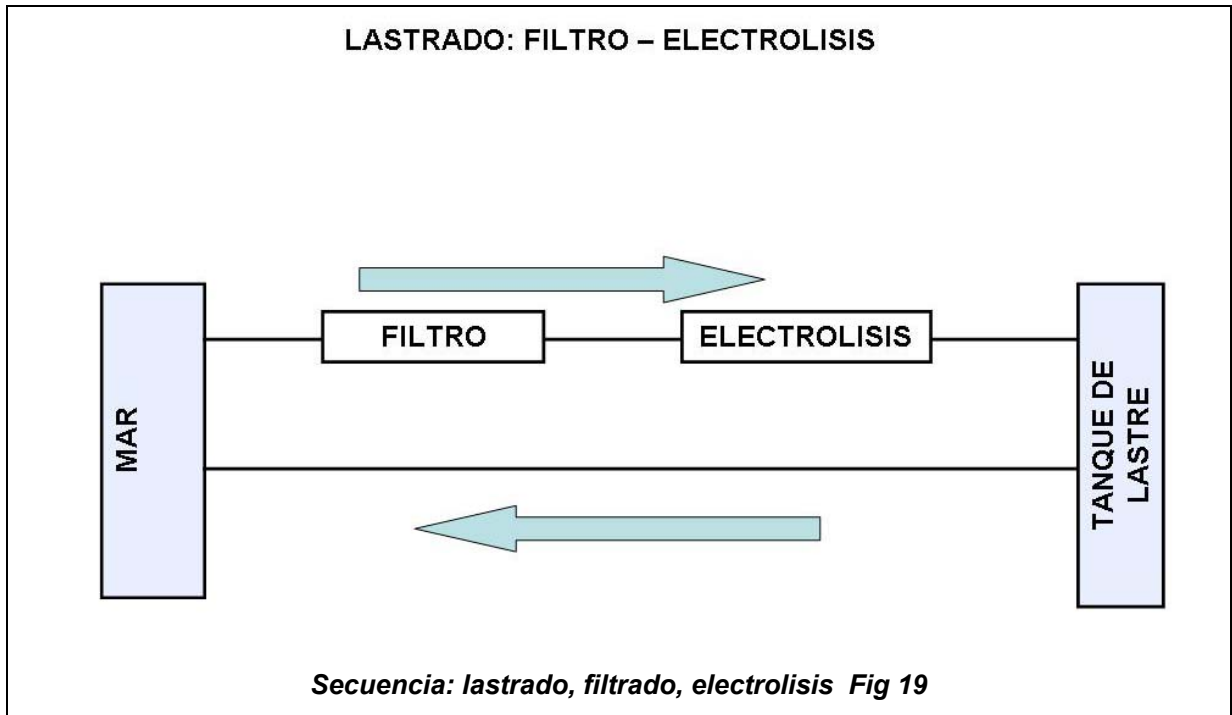 LASTRADO: FILTRO – ELECTROLISIS
FILTRO
ELECTROLISIS
MAR
TANQUE DE
LASTRE
Secuencia: lastrado, filtrado, electrolisis Fig 19